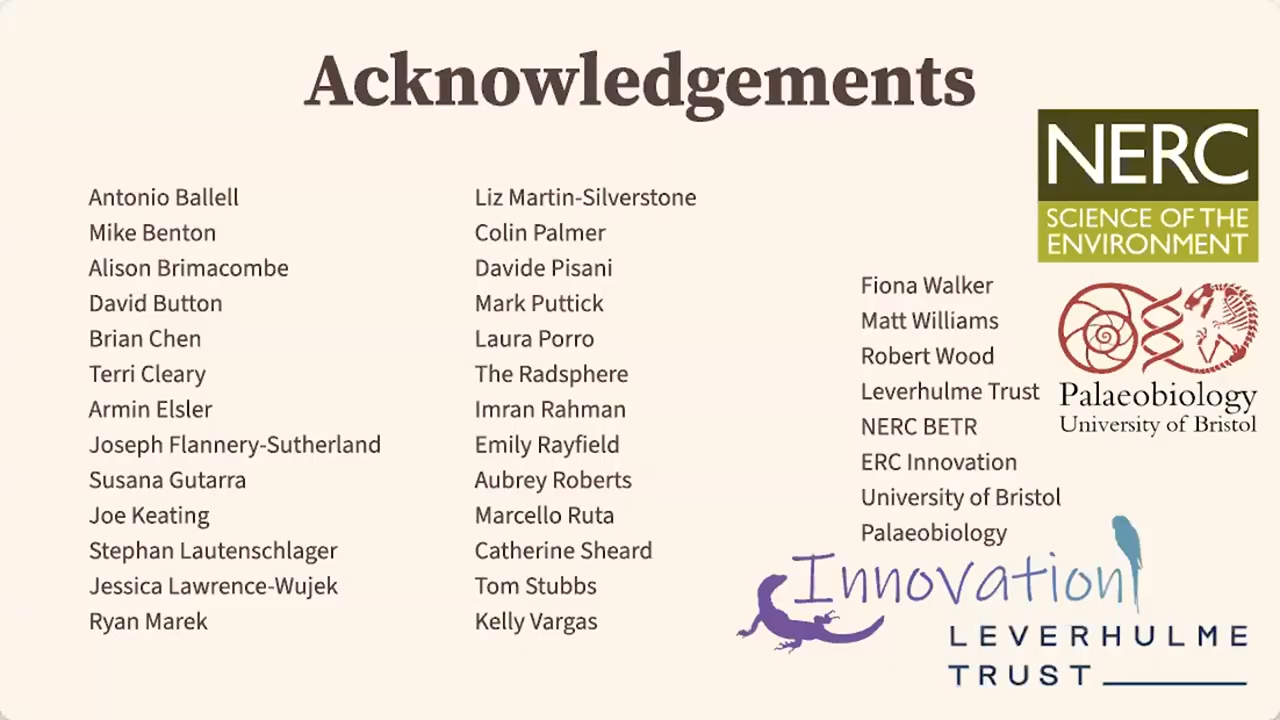 Acknowledgements
Antonio Ballell
Mike Benton
Alison Brimacombe
David Button
Brian Chen
Terri Cleary
Armin Elsler
Joseph Flannery-Sutherland
Susana Gutarra
Joe Keating
Stephan Lautenschlager
Jessica Lawrence-Wujek
Ryan Marek
Liz Martin-Silverstone
Colin Palmer
Davide Pisani
Mark Puttick
Laura Porro
The Radsphere
Imran Rahman
Emily Rayfield
Aubrey Roberts
Marcello Ruta
Catherine Sheard
Tom Stubbs
Kelly Vargas
Fiona Walker
Matt Williams
Robert Wood
Leverhulme Trust
NERC BETR
ERC Innovation
University of Bristol
Palaeobiology
NERC
SCIENCE OF THE
ENVIRONMENT
Palaeobiology
University of Bristol
Innovation
LEVERHULME
TRUST